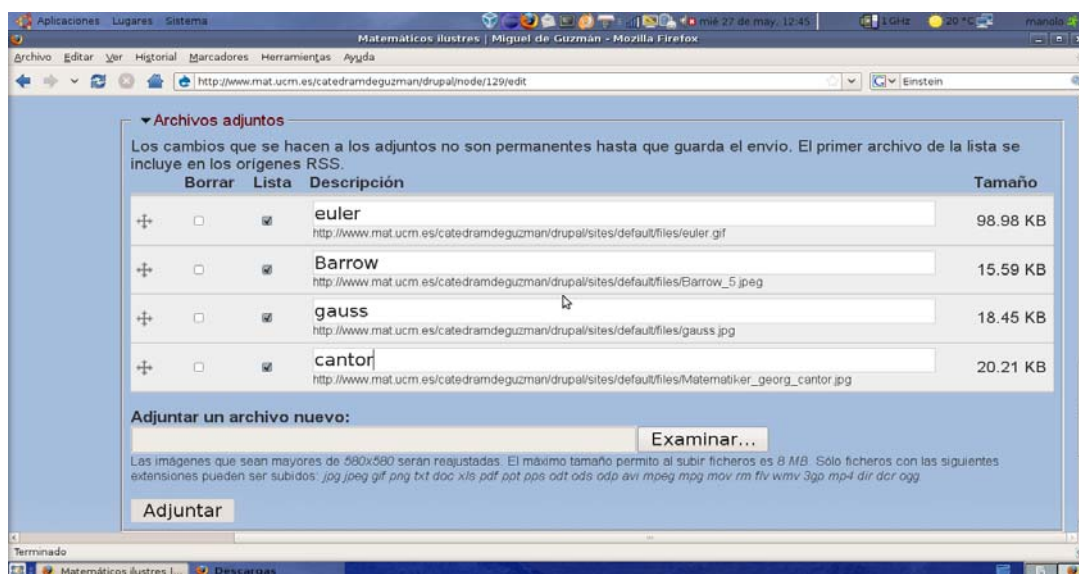 Aplicaciones Lugares Sistema mié 27 de may, 12:45 1 GHz 20 °C manolo
Matemáticos ilustres | Miguel de Guzmán - Mozilla Firefox
Archivo Editar Ver Historial Marcadores Herramientas Ayuda
http://www.mat.ucm.es/catedramdeguzman/drupal/node/129/edit Einstein
Archivos adjuntos
Los cambios que se hacen a los adjuntos no son permanentes hasta que guarda el envío. El primer archivo de la lista se
incluye en los orígenes RSS.
Borrar Lista Descripción Tamaño
euler 98.98 KB
http://www.mat.ucm.es/catedramdeguzman/drupal/sites/default/files/euler.gif
Barrow 15.59 KB
http://www.mat.ucm.es/catedramdeguzman/drupal/sites/default/files/Barrow_5.jpeg
gauss 18.45 KB
http://www.mat.ucm.es/catedramdeguzman/drupal/sites/default/files/gauss.jpg
cantor 20.21 KB
http://www.mat.ucm.es/catedramdeguzman/drupal/sites/default/files/Matematiker_georg_cantor.jpg
Adjuntar un archivo nuevo:
Examinar...
Las imágenes que sean mayores de 580x580 serán reajustadas. El máximo tamaño permito al subir ficheros es 8 MB. Sólo ficheros con las siguientes
extensiones pueden ser subidos: jpg jpeg gif png txt doc xls pdf ppt pps odt ods odp avi mpeg mpg mov rm flv wmv 3gp mp4 dir dcr ogg.
Adjuntar
Terminado
Matemáticos ilustres |... Descargas